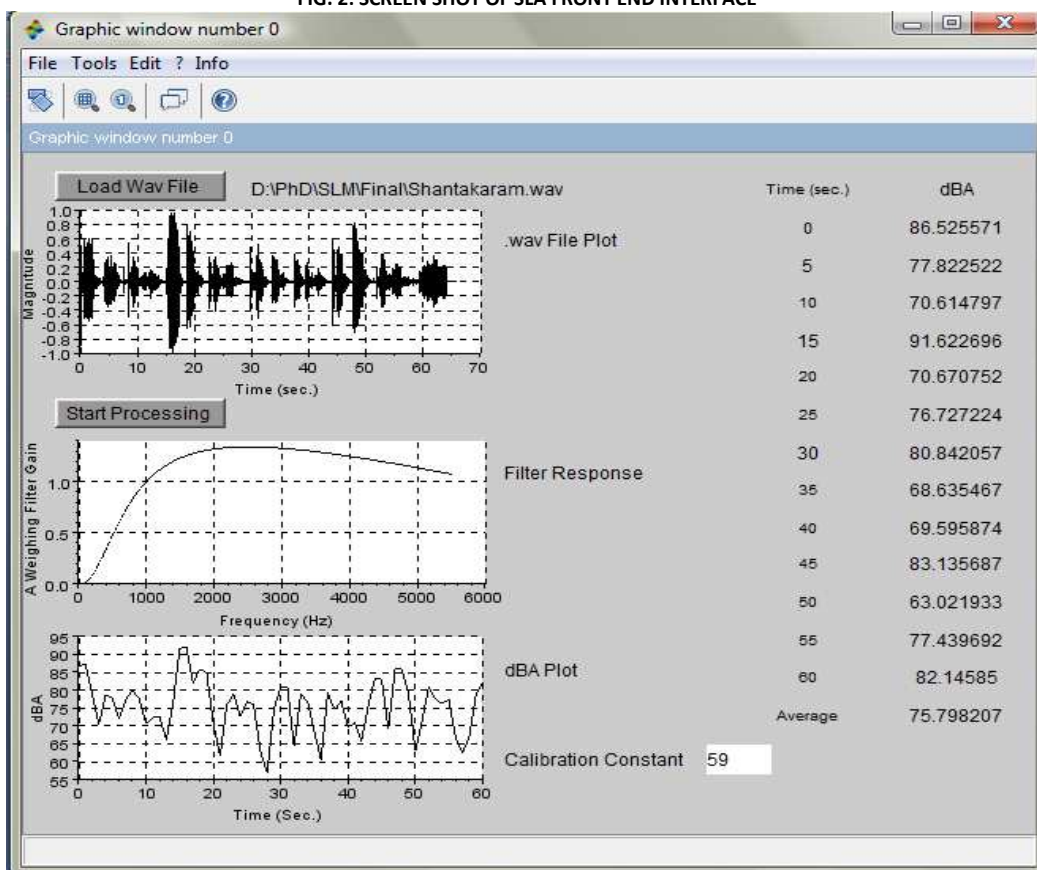 FIG. 2. SCREEN SHOT OF SLA FRONT END INTERFACE
Graphic window number 0
File Tools Edit ? Info
Graphic window number 0
Load Wav File D:\PhD\SLM\Final\Shantakaram.wav
.wav File Plot
Magnitude
1.0
0.8
0.6
0.4
0.2
0.0
-0.2
-0.4
-0.6
-0.8
-1.0
0 10 20 30 40 50 60 70
Time (sec.)
Start Processing
Filter Response
A Weighing Filter Gain
1.0
0.5
0.0
0 1000 2000 3000 4000 5000 6000
Frequency (Hz)
dBA Plot
dBA
95
90
85
80
75
70
65
60
55
0 10 20 30 40 50 60
Time (Sec.)
Calibration Constant 59
Time (sec.) dBA
0 86.525571
5 77.822522
10 70.614797
15 91.622696
20 70.670752
25 76.727224
30 80.842057
35 68.635467
40 69.595874
45 83.135687
50 63.021933
55 77.439692
60 82.14585
Average 75.798207